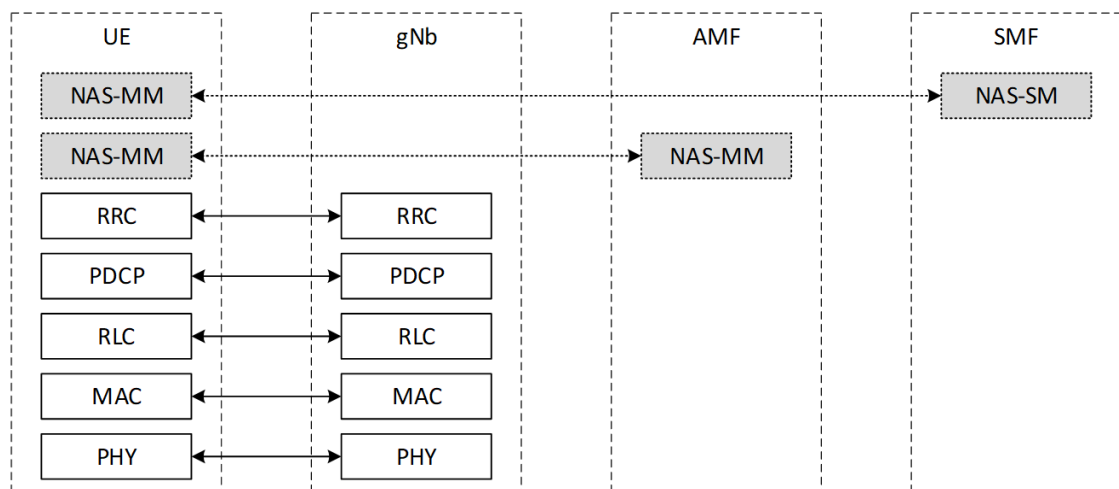 UE gNb AMF SMF
NAS-MM NAS-SM
NAS-MM NAS-MM
RRC RRC
PDCP PDCP
RLC RLC
MAC MAC
PHY PHY